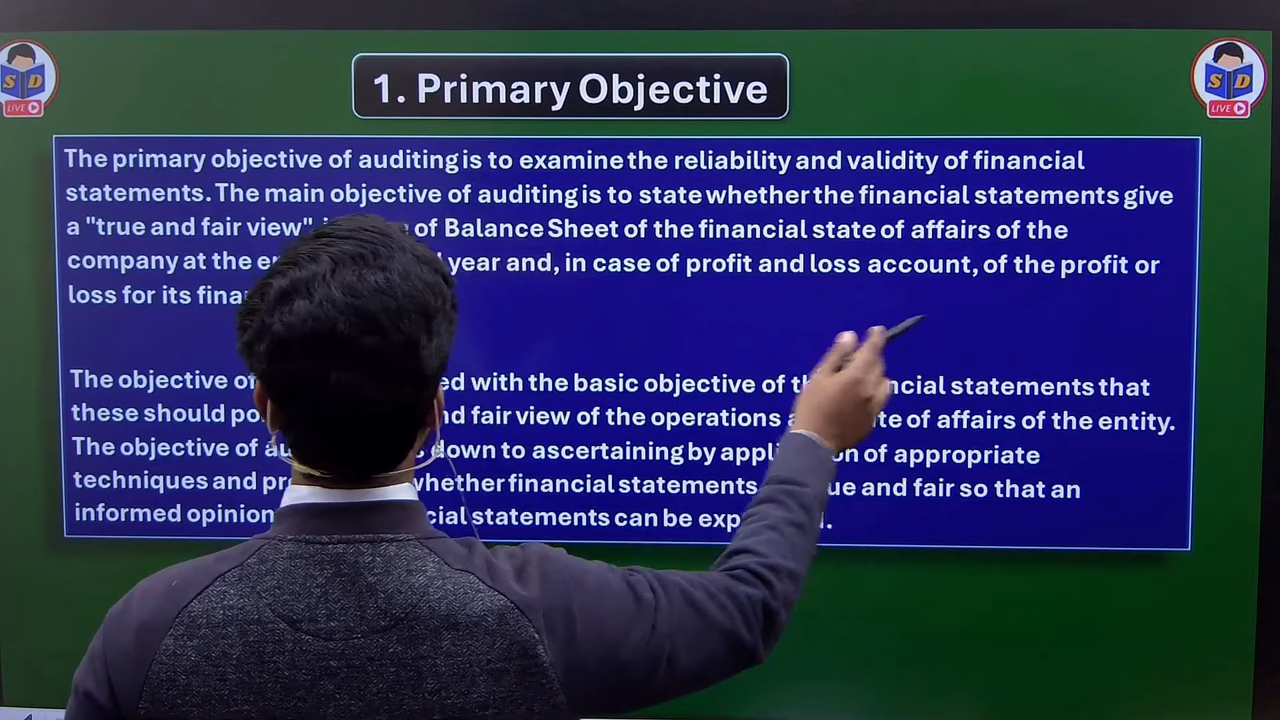 S D
LIVE
1. Primary Objective
S D
LIVE
The primary objective of auditing is to examine the reliability and validity of financial
statements. The main objective of auditing is to state whether the financial statements give
a "true and fair view" of Balance Sheet of the financial state of affairs of the
company at the year and, in case of profit and loss account, of the profit or
loss for its
The objective of with the basic objective of financial statements that
these should fair view of the operations of affairs of the entity.
The objective of down to ascertaining by of appropriate
techniques and whether financial statements and fair so that an
informed opinion statements can be